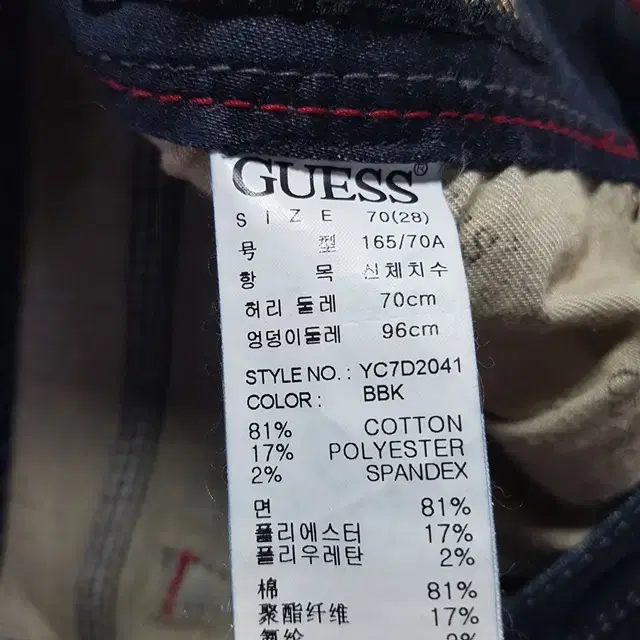 GUESS®
SIZE 70(28)
号 型 165/70A
항 목 신체치수
허리 둘레 70cm
엉덩이둘레 96cm
STYLE NO.: YC7D2041
COLOR: BBK
81% COTTON
17% POLYESTER
2% SPANDEX
면 81%
폴리에스터 17%
폴리우레탄 2%
棉 81%
聚酯纤维 17%